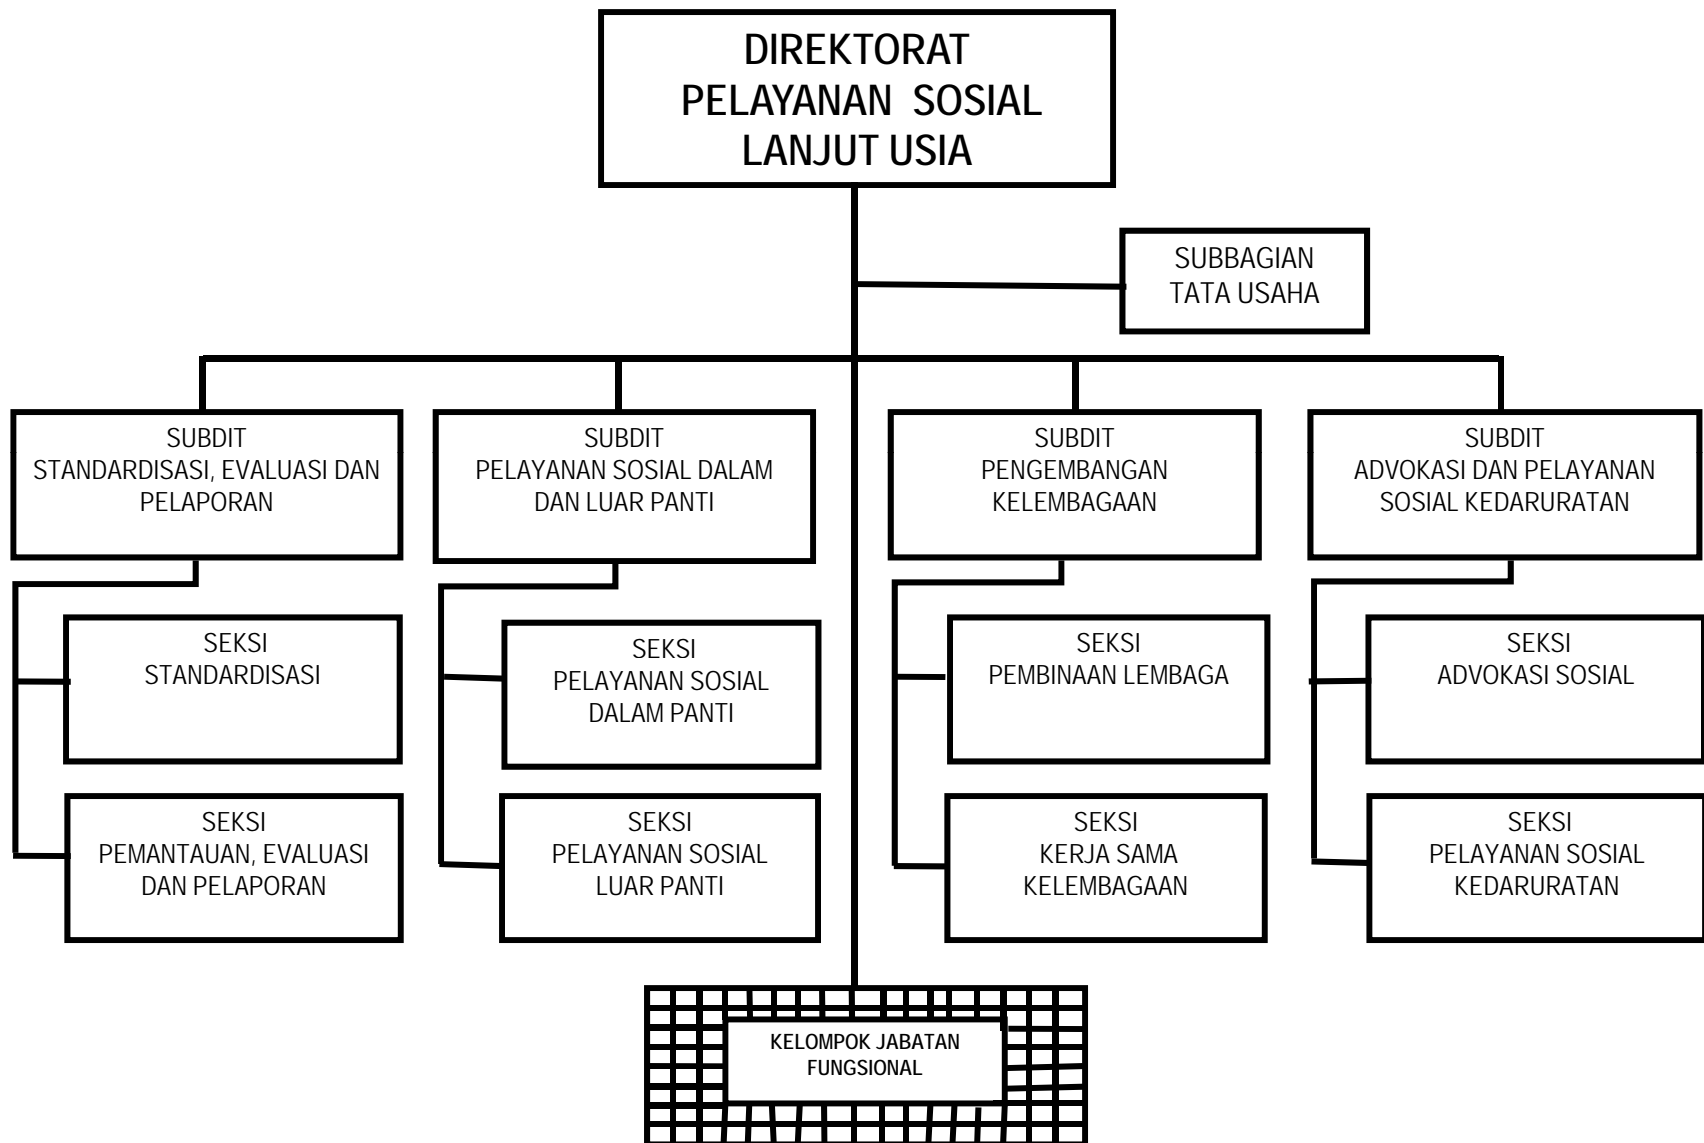 DIREKTORAT
PELAYANAN SOSIAL
LANJUT USIA
SUBBAGIAN
TATA USAHA
SUBDIT
STANDARDISASI, EVALUASI DAN
PELAPORAN
SUBDIT
PELAYANAN SOSIAL DALAM
DAN LUAR PANTI
SUBDIT
PENGEMBANGAN
KELEMBAGAAN
SUBDIT
ADVOKASI DAN PELAYANAN
SOSIAL KEDARURATAN
SEKSI
STANDARDISASI
SEKSI
PELAYANAN SOSIAL
DALAM PANTI
SEKSI
PEMBINAAN LEMBAGA
SEKSI
ADVOKASI SOSIAL
SEKSI
PEMANTAUAN, EVALUASI
DAN PELAPORAN
SEKSI
PELAYANAN SOSIAL
LUAR PANTI
SEKSI
KERJA SAMA
KELEMBAGAAN
SEKSI
PELAYANAN SOSIAL
KEDARURATAN
KELOMPOK JABATAN
FUNGSIONAL